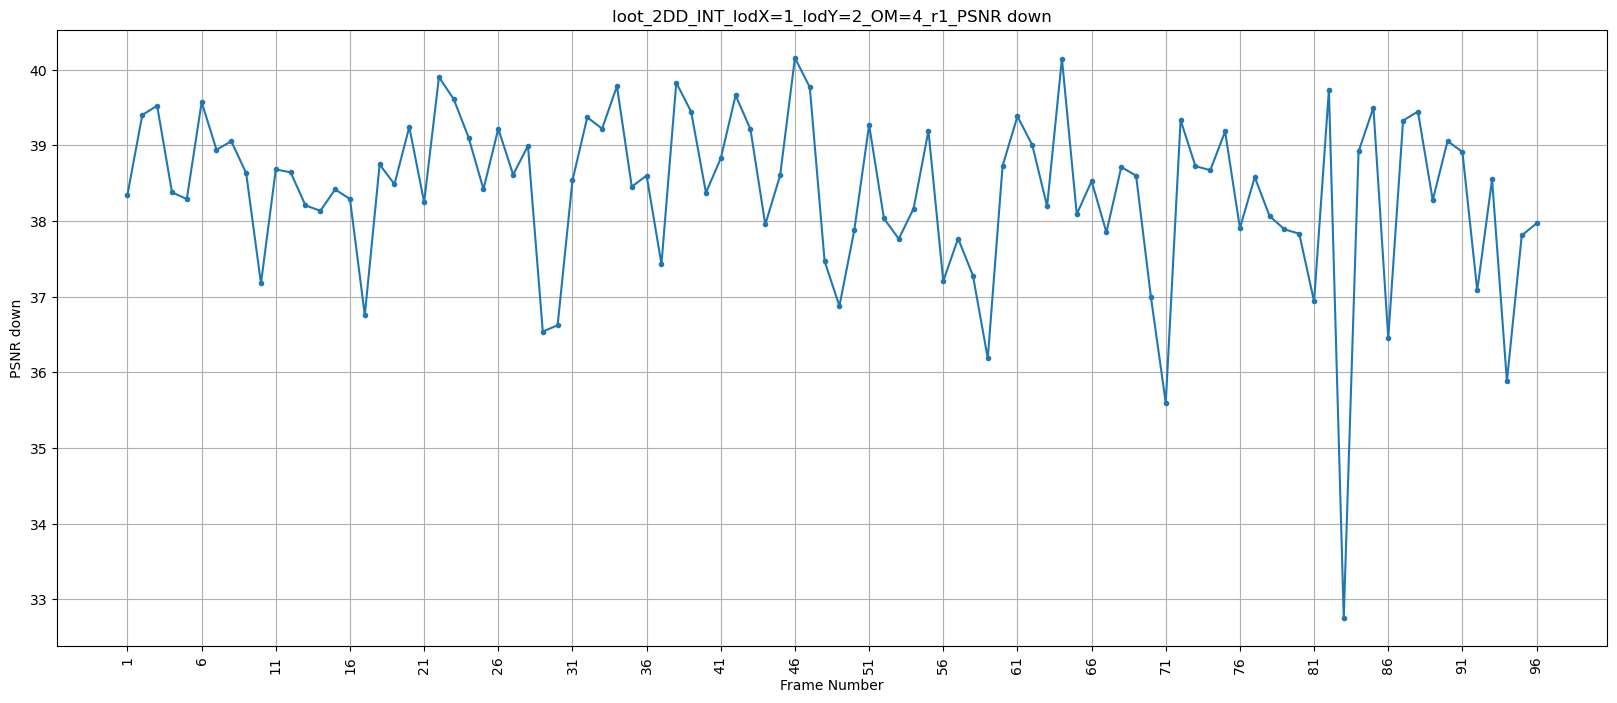 loot_2DD_INT_lodX=1_lodY=2_OM=4_r1_PSNR down
40
39
38
37
36
35
34
33
PSNR down
1 6 11 16 21 26 31 36 41 46 51 56 61 66 71 76 81 86 91 96
Frame Number